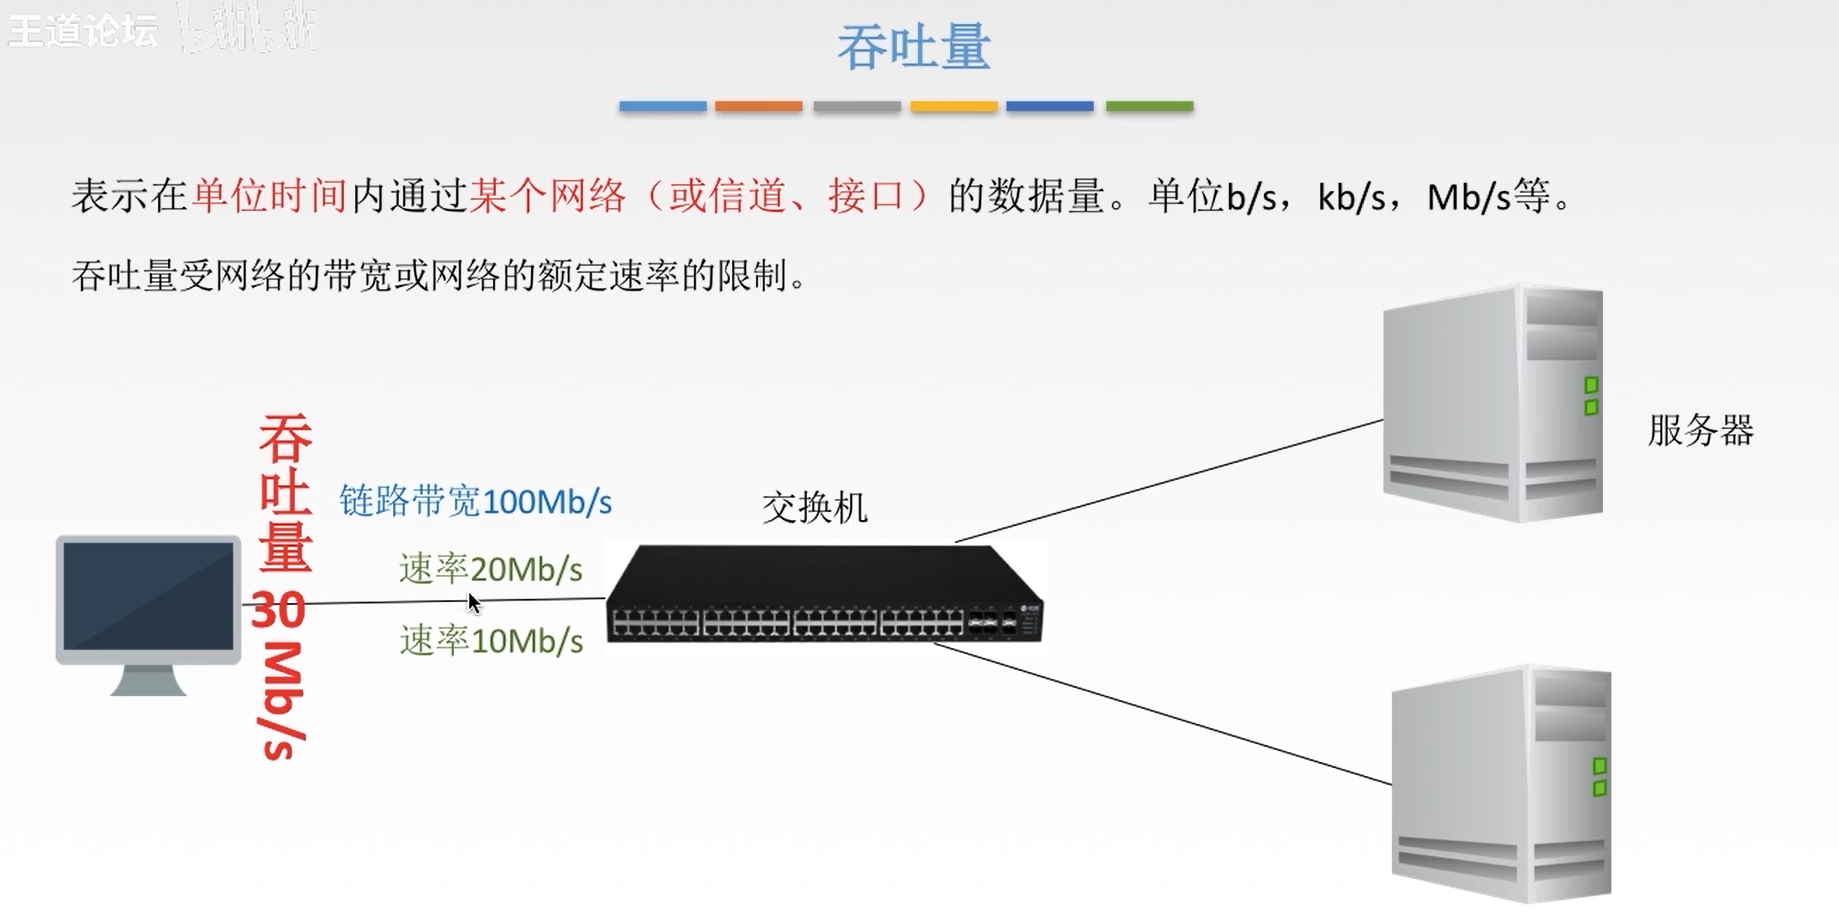 王道论坛 bilibili
吞吐量
表示在单位时间内通过某个网络（或信道、接口）的数据量。单位b/s，kb/s，Mb/s等。
吞吐量受网络的带宽或网络的额定速率的限制。
吞吐量 30 Mb/s
链路带宽100Mb/s
速率20Mb/s
速率10Mb/s
交换机
服务器